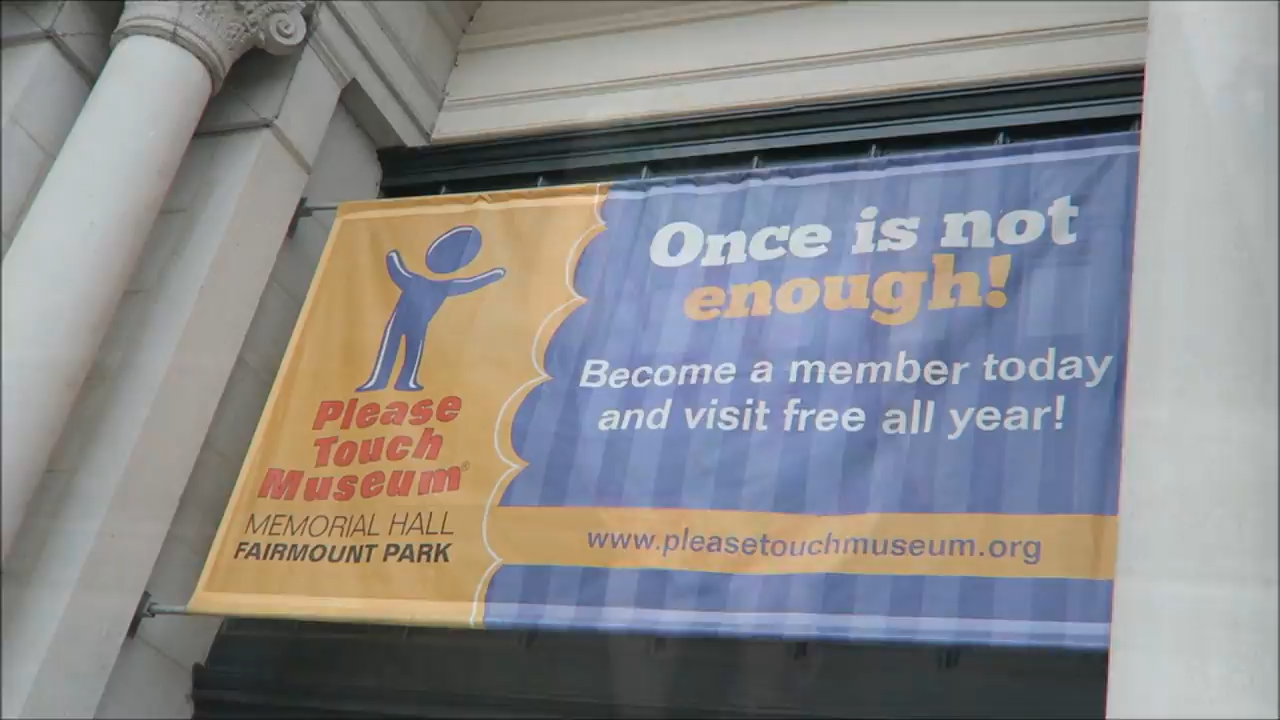 Please
Touch
Museum®
MEMORIAL HALL
FAIRMOUNT PARK
Once is not
enough!
Become a member today
and visit free all year!
www.pleasetouchmuseum.org